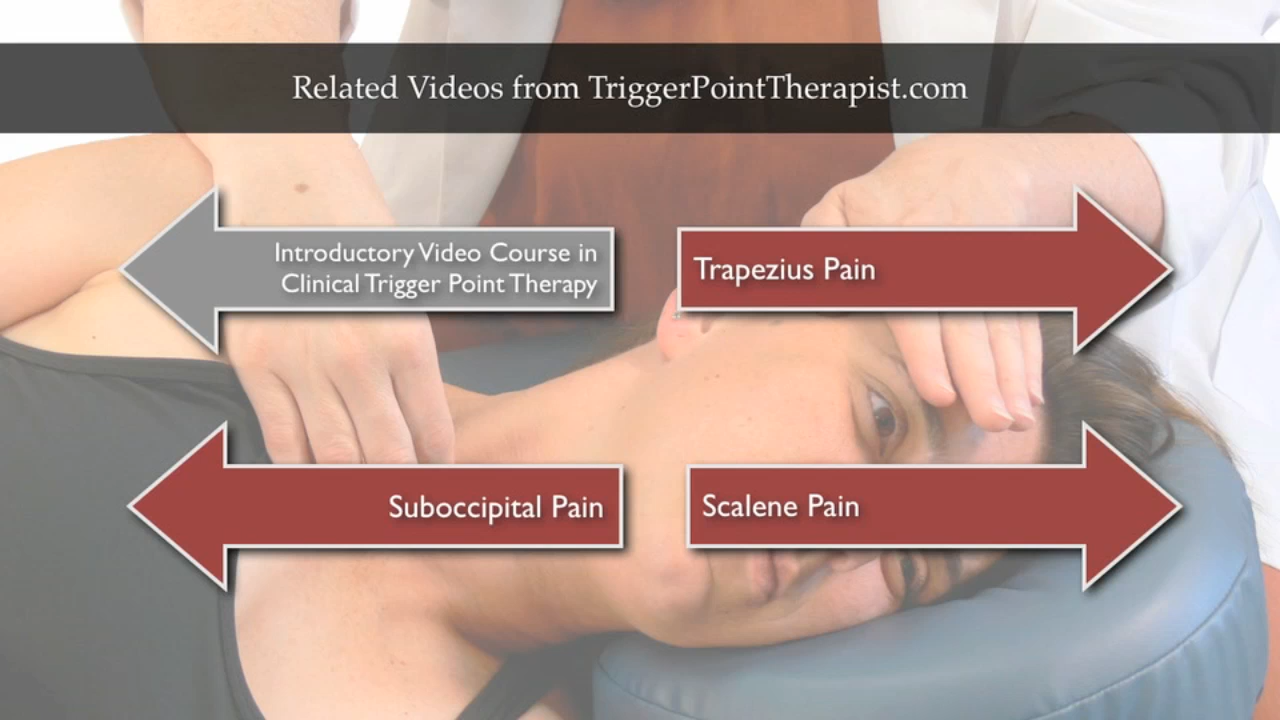 Related Videos from TriggerPointTherapist.com
Introductory Video Course in
Clinical Trigger Point Therapy
Trapezius Pain
Suboccipital Pain
Scalene Pain